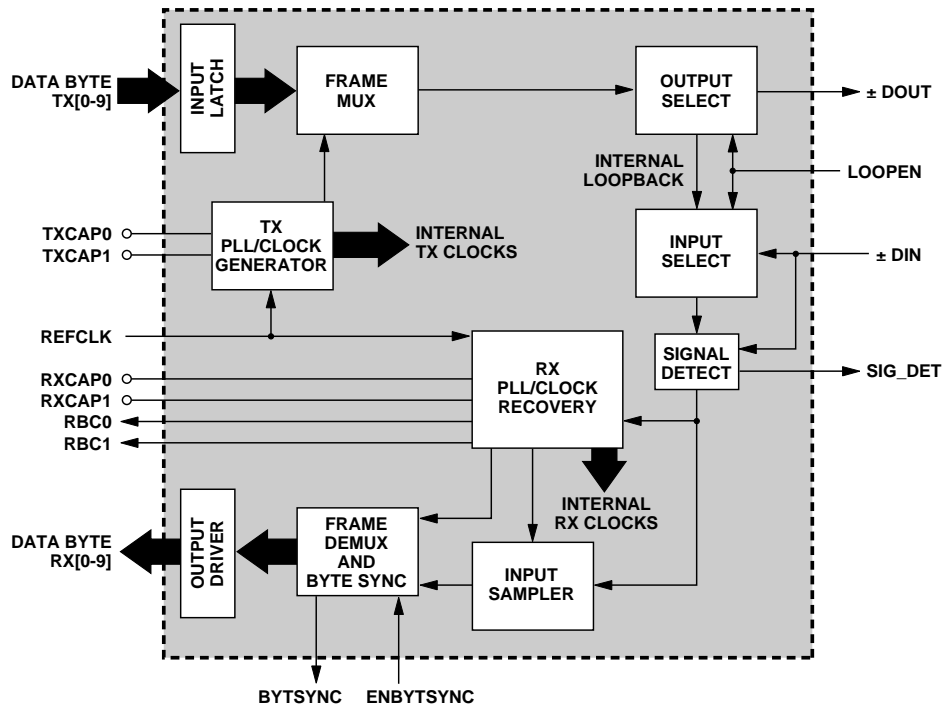 DATA BYTE
TX[0-9]
INPUT
LATCH
FRAME
MUX
OUTPUT
SELECT
± DOUT
INTERNAL
LOOPBACK
LOOPEN
TXCAP0
TXCAP1
TX
PLL/CLOCK
GENERATOR
INTERNAL
TX CLOCKS
INPUT
SELECT
± DIN
REFCLK
SIGNAL
DETECT
SIG_DET
RXCAP0
RXCAP1
RBC0
RBC1
RX
PLL/CLOCK
RECOVERY
INTERNAL
RX CLOCKS
DATA BYTE
RX[0-9]
OUTPUT
DRIVER
FRAME
DEMUX
AND
BYTE SYNC
INPUT
SAMPLER
BYTSYNC
ENBYTSYNC